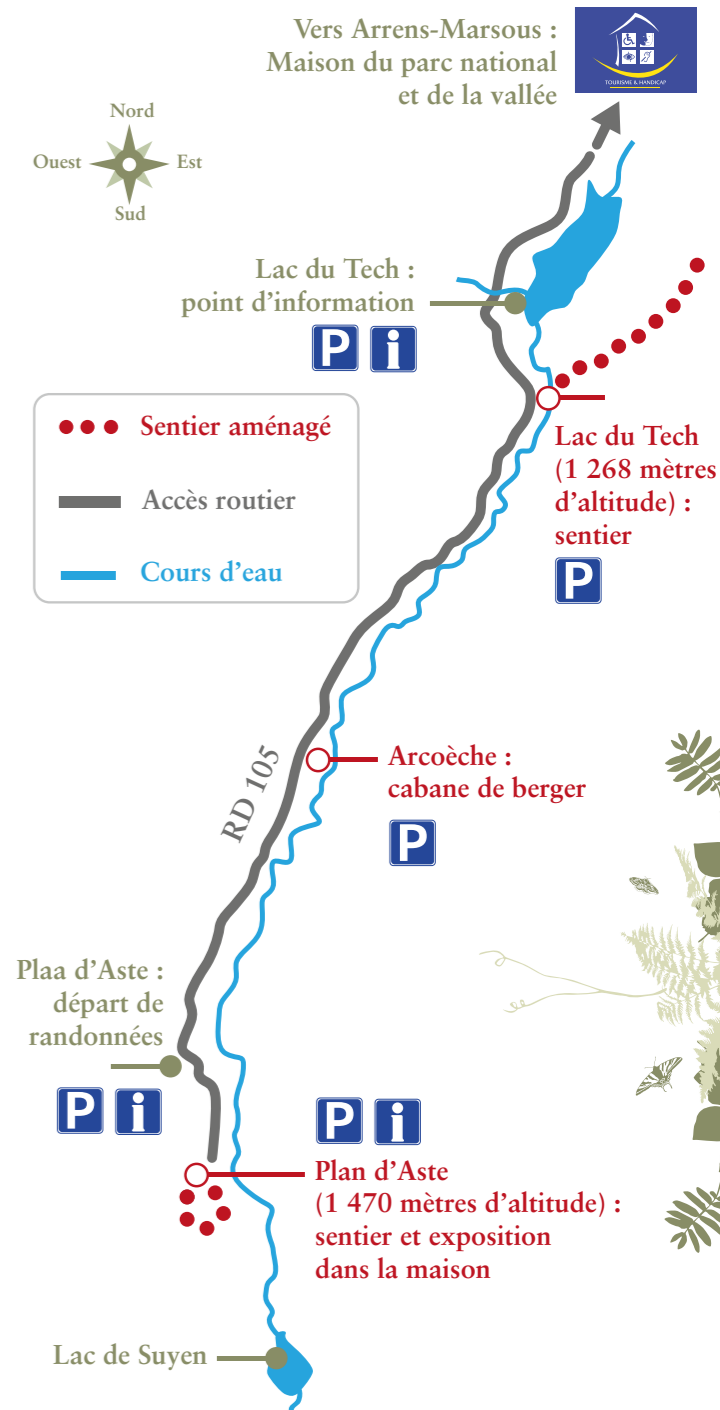 Vers Arrens-Marsous :
Maison du parc national
et de la vallée
TOURISME & HANDICAP
Nord
Ouest
Est
Sud
Lac du Tech :
point d'information
P i
Sentier aménagé
Accès routier
Cours d'eau
Lac du Tech
(1 268 mètres
d'altitude) :
sentier
P
RD 105
Arcoèche :
cabane de berger
P
Plaa d'Aste :
départ de
randonnées
P i
P i
Plan d'Aste
(1 470 mètres d'altitude) :
sentier et exposition
dans la maison
Lac de Suyen